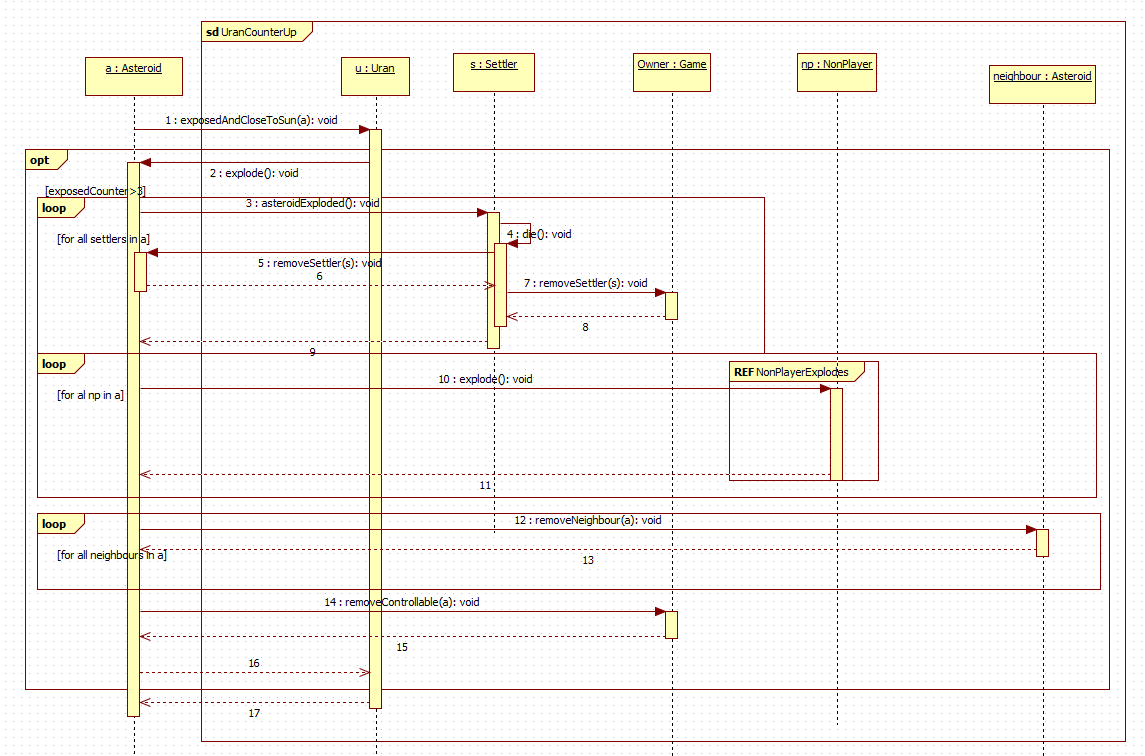 sd UranCounterUp
a : Asteroid
u : Uran
s : Settler
Owner : Game
np : NonPlayer
neighbour : Asteroid
1 : exposedAndCloseToSun(a): void
opt
2 : explode(): void
[exposedCounter>3]
loop
3 : asteroidExploded(): void
[for all settlers in a]
4 : die(): void
5 : removeSettler(s): void
6
7 : removeSettler(s): void
8
9
loop
REF NonPlayerExplodes
10 : explode(): void
[for al np in a]
11
loop
12 : removeNeighbour(a): void
[for all neighbours in a]
13
14 : removeControllable(a): void
15
16
17